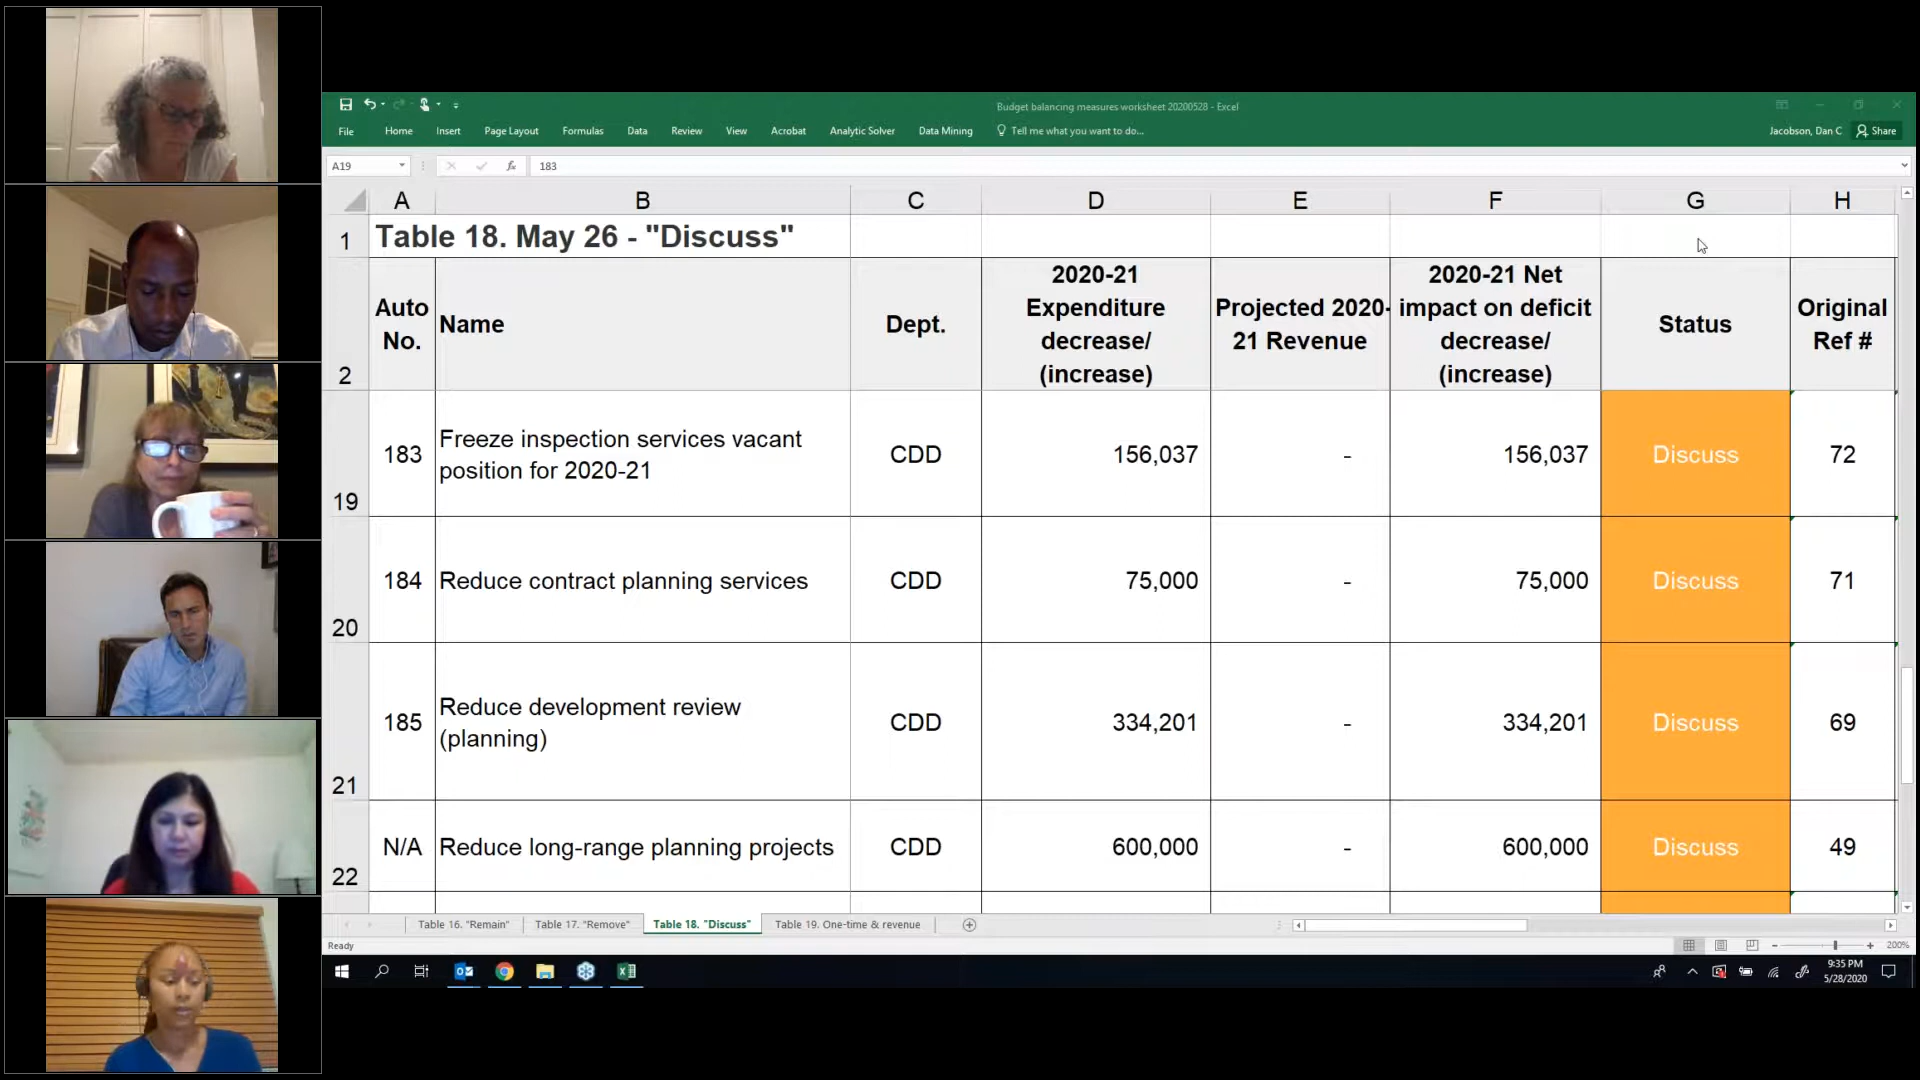 Budget balancing measures worksheet 20200528 - Excel
File Home Insert Page Layout Formulas Data Review View Acrobat Analytic Solver Data Mining Tell me what you want to do... Jacobson, Dan C Share
A19 fx 183
A B C D E F G H
1 Table 18. May 26 - "Discuss"
2020-21
2020-21 Net
Auto
Expenditure
Projected 2020-
impact on deficit
Original
Name
Dept.
Status
No.
decrease/
21 Revenue
decrease/
Ref #
2 (increase)
(increase)
Freeze inspection services vacant
183 CDD 156,037 - 156,037 Discuss 72
position for 2020-21
19
184 Reduce contract planning services CDD 75,000 - 75,000 Discuss 71
20
Reduce development review
185 CDD 334,201 - 334,201 Discuss 69
(planning)
21
N/A Reduce long-range planning projects CDD 600,000 - 600,000 Discuss 49
22
Table 16. "Remain" Table 17. "Remove" Table 18. "Discuss" Table 19. One-time & revenue
Ready 200%
9:35 PM
5/28/2020